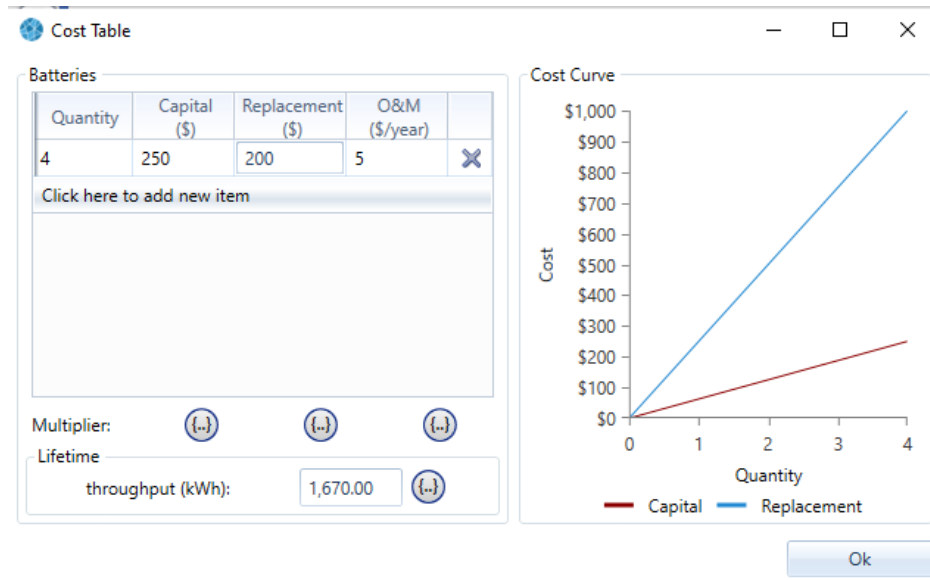 Cost Table
Batteries
Quantity Capital ($) Replacement ($) O&M ($/year)
4 250 200 5
Click here to add new item
Multiplier: {..} {..} {..}
Lifetime
throughput (kWh): 1,670.00 {..}
Cost Curve
$1,000
$900
$800
$700
$600
$500
$400
$300
$200
$100
$0
Cost
0 1 2 3 4
Quantity
Capital Replacement
Ok